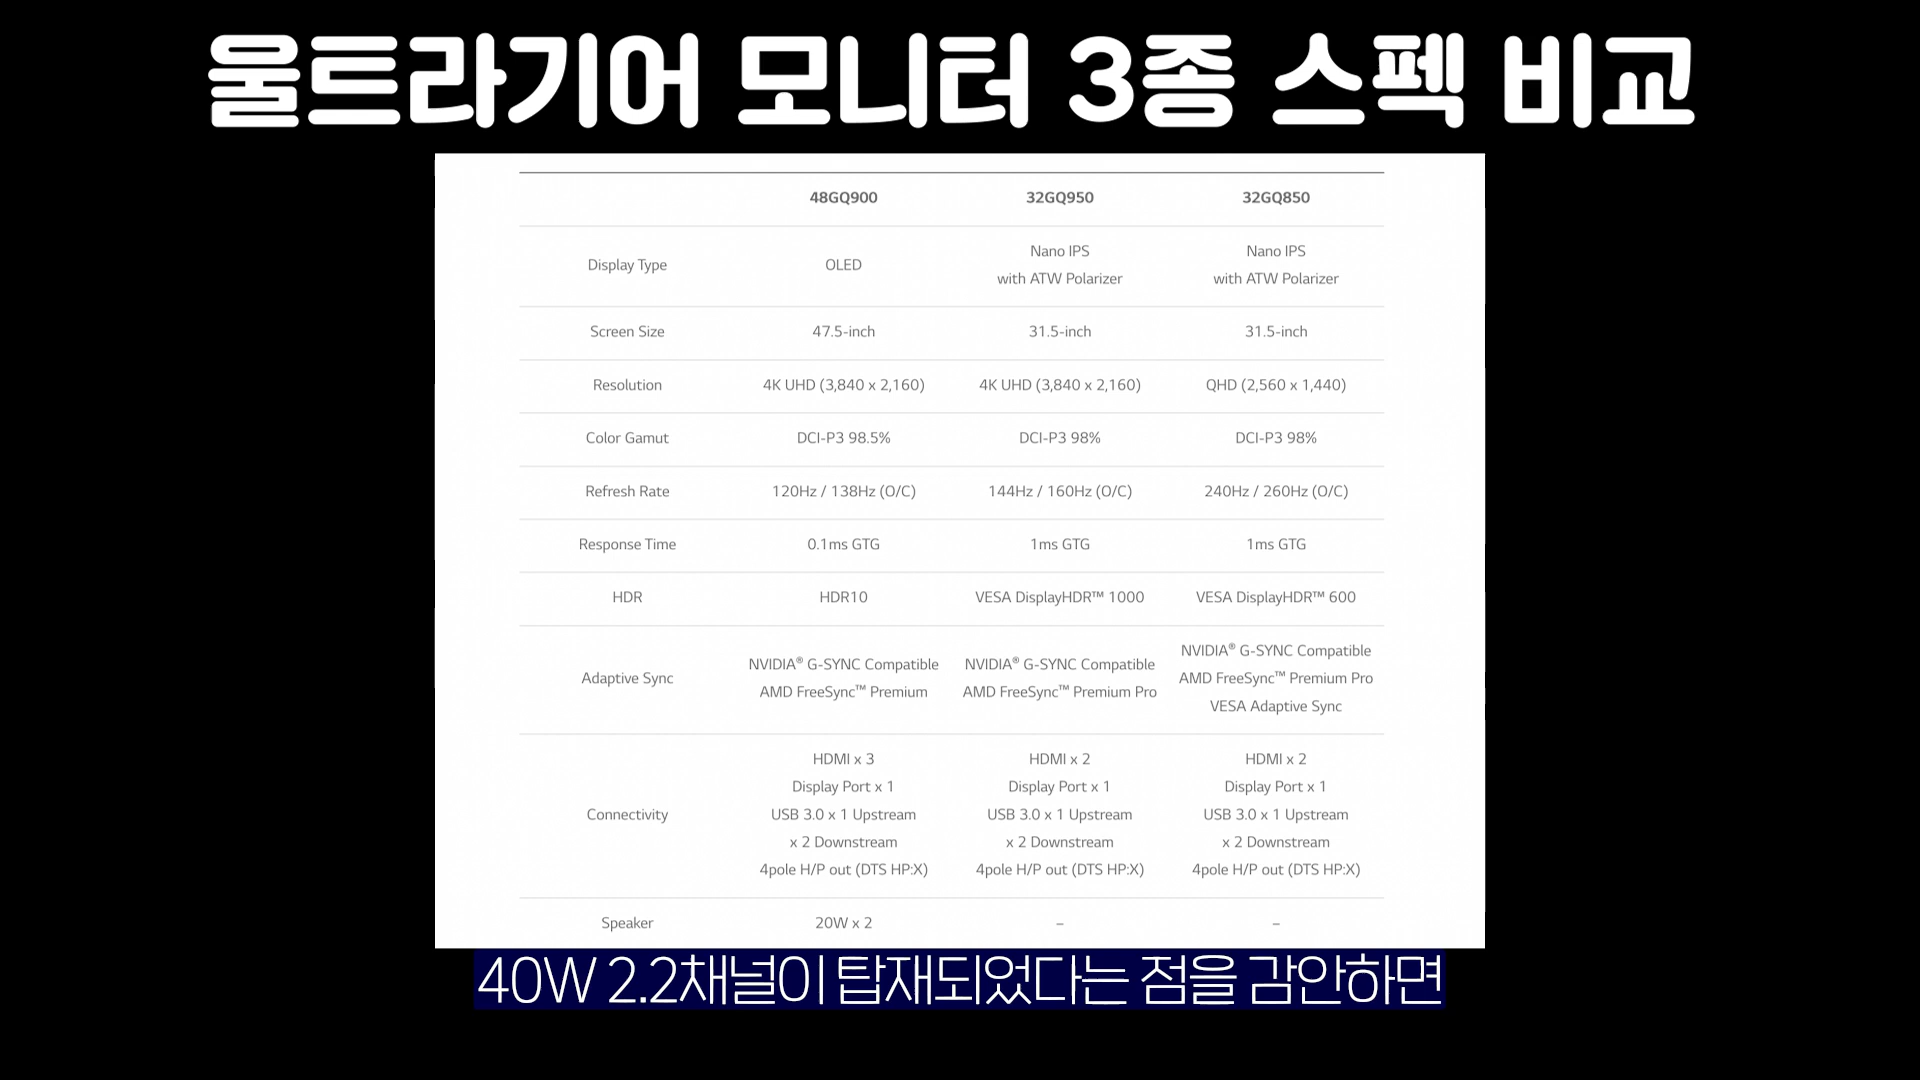 울트라기어 모니터 3종 스펙 비교
48GQ900 32GQ950 32GQ850
Display Type OLED Nano IPS with ATW Polarizer Nano IPS with ATW Polarizer
Screen Size 47.5-inch 31.5-inch 31.5-inch
Resolution 4K UHD (3,840 x 2,160) 4K UHD (3,840 x 2,160) QHD (2,560 x 1,440)
Color Gamut DCI-P3 98.5% DCI-P3 98% DCI-P3 98%
Refresh Rate 120Hz / 138Hz (O/C) 144Hz / 160Hz (O/C) 240Hz / 260Hz (O/C)
Response Time 0.1ms GTG 1ms GTG 1ms GTG
HDR HDR10 VESA DisplayHDR™ 1000 VESA DisplayHDR™ 600
Adaptive Sync
NVIDIA® G-SYNC Compatible
AMD FreeSync™ Premium
NVIDIA® G-SYNC Compatible
AMD FreeSync™ Premium Pro
NVIDIA® G-SYNC Compatible
AMD FreeSync™ Premium Pro
VESA Adaptive Sync
Connectivity
HDMI x 3
Display Port x 1
USB 3.0 x 1 Upstream
x 2 Downstream
4pole H/P out (DTS HP:X)
HDMI x 2
Display Port x 1
USB 3.0 x 1 Upstream
x 2 Downstream
4pole H/P out (DTS HP:X)
HDMI x 2
Display Port x 1
USB 3.0 x 1 Upstream
x 2 Downstream
4pole H/P out (DTS HP:X)
Speaker 20W x 2 – –
40W 2.2채널이 탑재되었다는 점을 감안하면